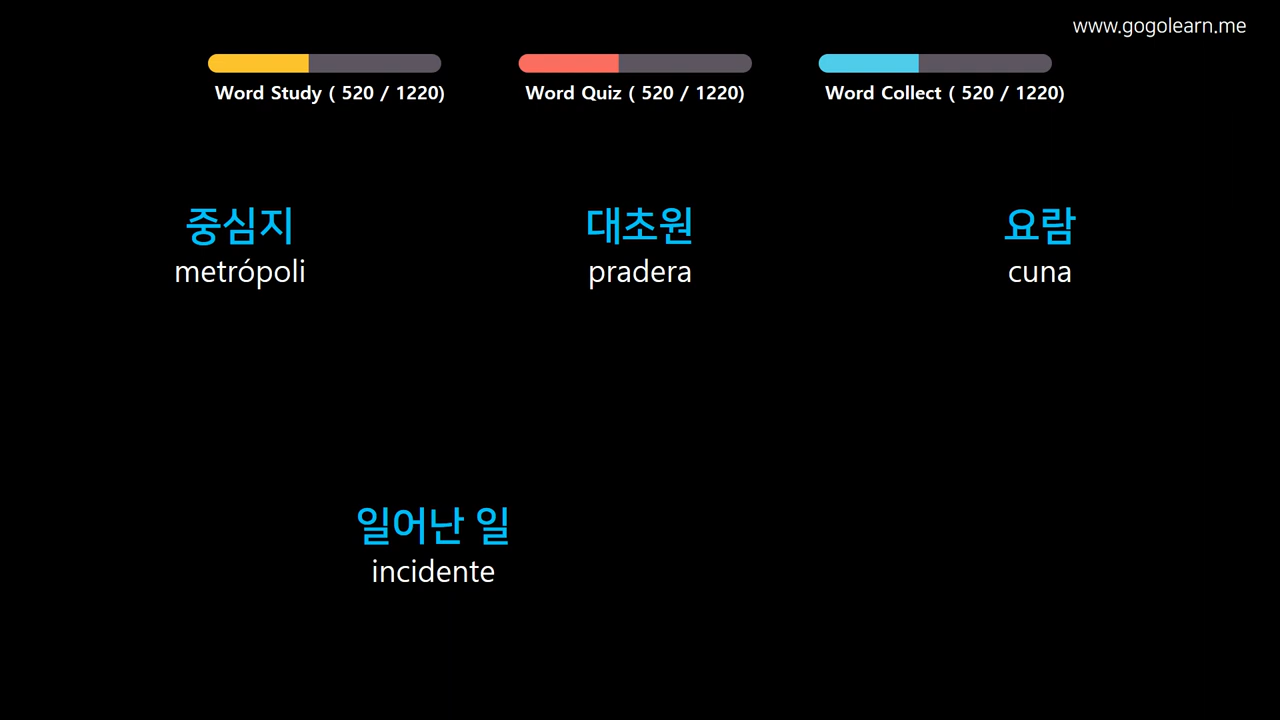 www.gogolearn.me
Word Study ( 520 / 1220)
Word Quiz ( 520 / 1220)
Word Collect ( 520 / 1220)
중심지
metrópoli
대초원
pradera
요람
cuna
일어난 일
incidente